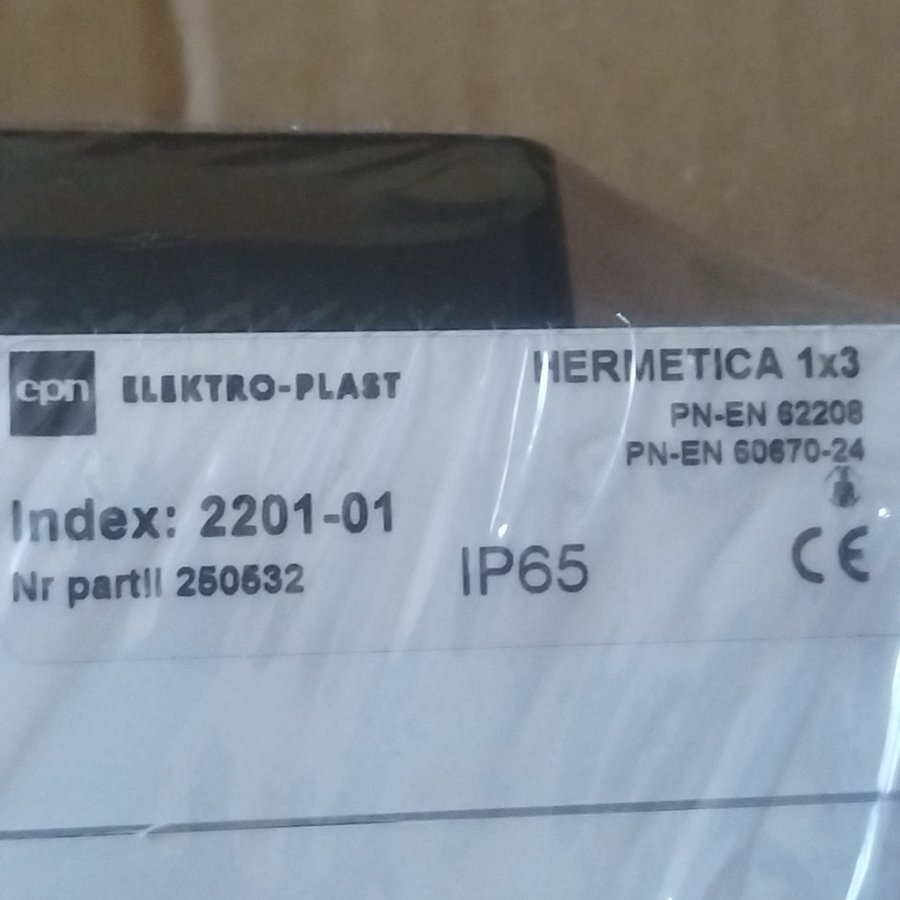 epn ELEKTRO-PLAST
HERMETICA 1x3
PN-EN 62208
PN-EN 60670-24
Index: 2201-01
Nr partii 250532
IP65
CE